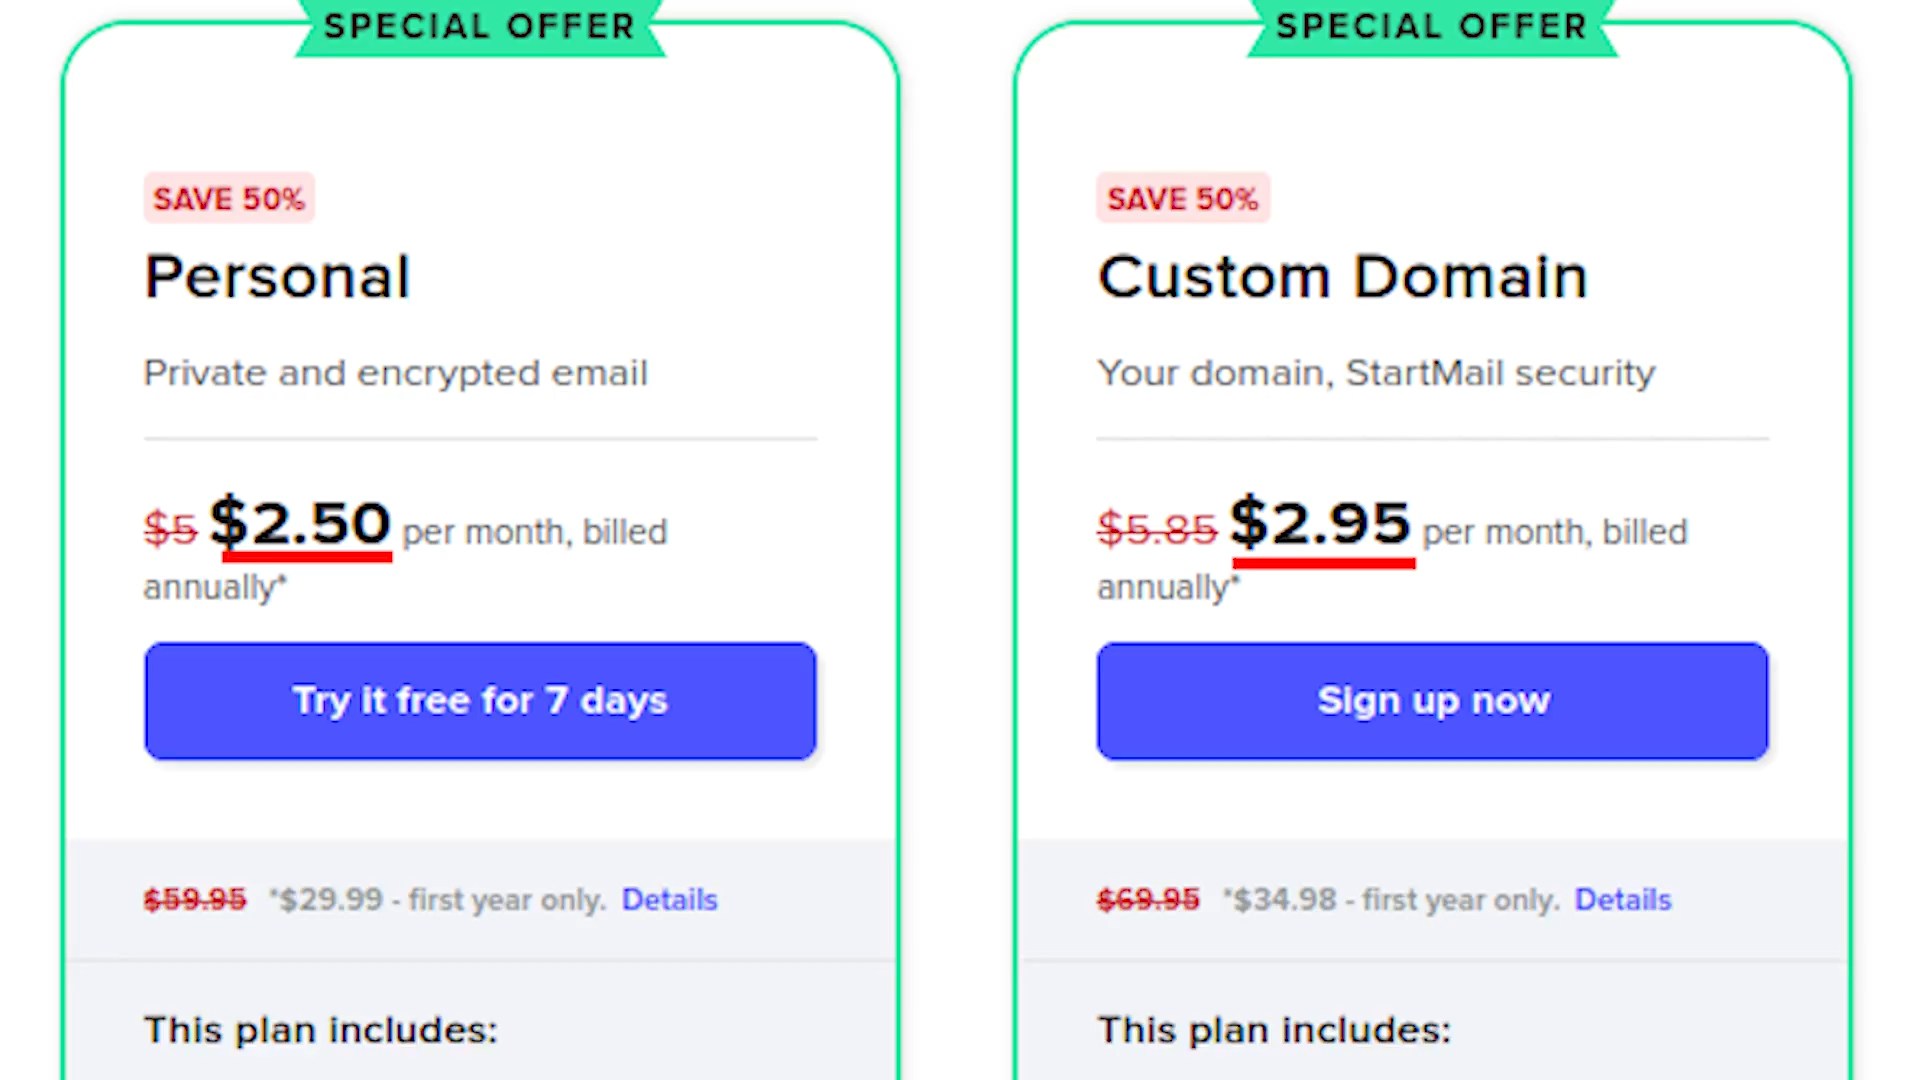 SPECIAL OFFER
SAVE 50%
Personal
Private and encrypted email
$5 $2.50 per month, billed
annually*
Try it free for 7 days
$59.95 *$29.99 - first year only. Details
This plan includes:
SPECIAL OFFER
SAVE 50%
Custom Domain
Your domain, StartMail security
$5.85 $2.95 per month, billed
annually*
Sign up now
$69.95 *$34.98 - first year only. Details
This plan includes: